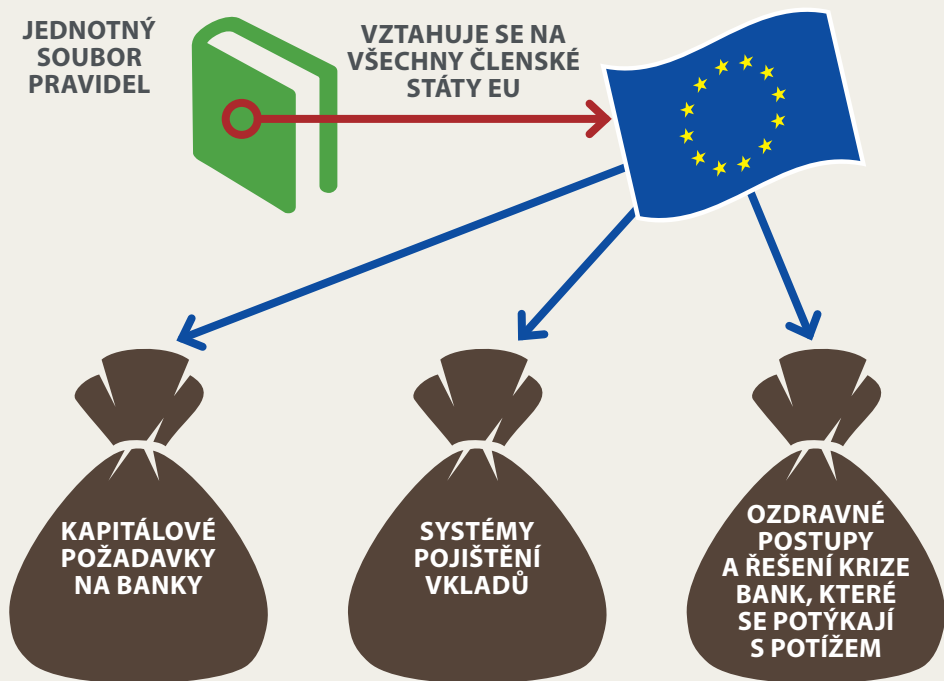 JEDNOTNÝ
SOUBOR
PRAVIDEL
VZTAHUJE SE NA
VŠECHNY ČLENSKÉ
STÁTY EU
KAPITÁLOVÉ
POŽADAVKY
NA BANKY
SYSTÉMY
POJIŠTĚNÍ
VKLADŮ
OZDRAVNÉ
POSTUPY
A ŘEŠENÍ KRIZE
BANK, KTERÉ
SE POTÝKAJÍ
S POTÍŽEM